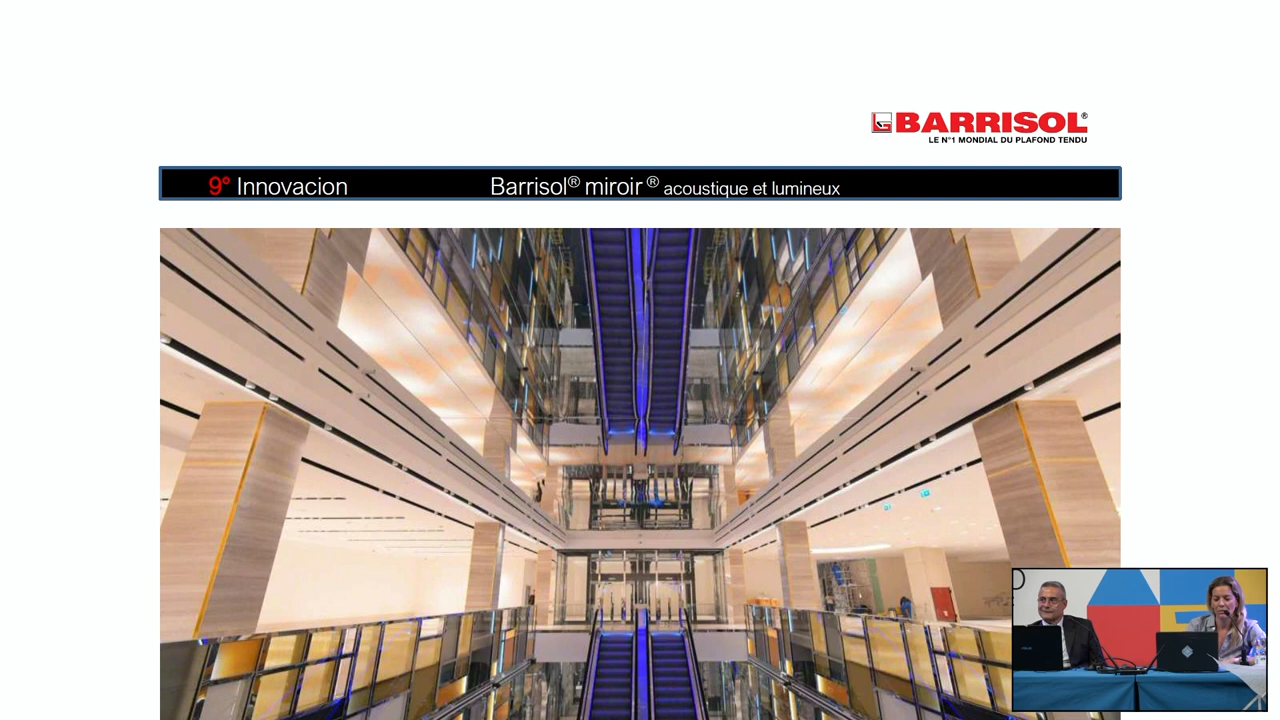 BARRISOL®
LE N°1 MONDIAL DU PLAFOND TENDU
9° Innovacion Barrisol® miroir ® acoustique et lumineux